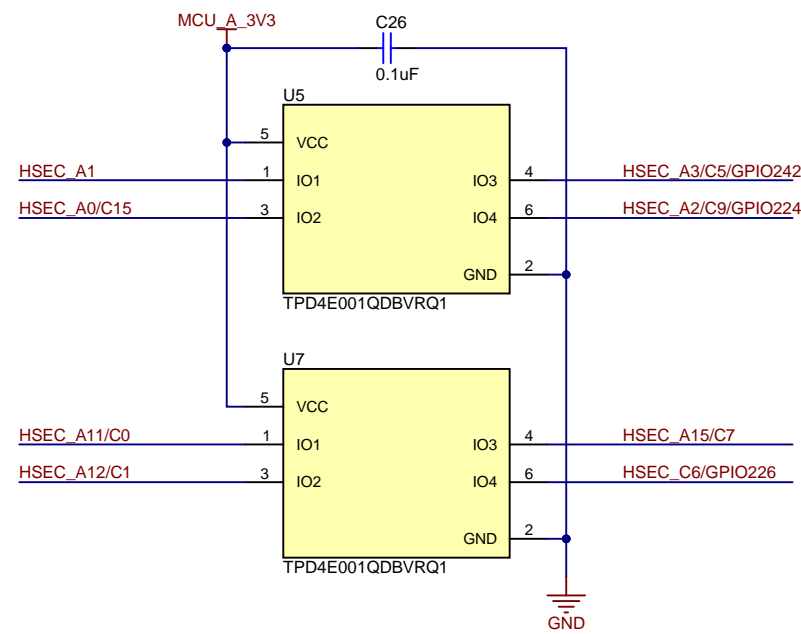 MCU_A_3V3
C26
0.1uF
U5
5 VCC
HSEC_A1 1 IO1 IO3 4 HSEC_A3/C5/GPIO242
HSEC_A0/C15 3 IO2 IO4 6 HSEC_A2/C9/GPIO224
GND 2
TPD4E001QDBVRQ1
U7
5 VCC
HSEC_A11/C0 1 IO1 IO3 4 HSEC_A15/C7
HSEC_A12/C1 3 IO2 IO4 6 HSEC_C6/GPIO226
GND 2
TPD4E001QDBVRQ1
GND